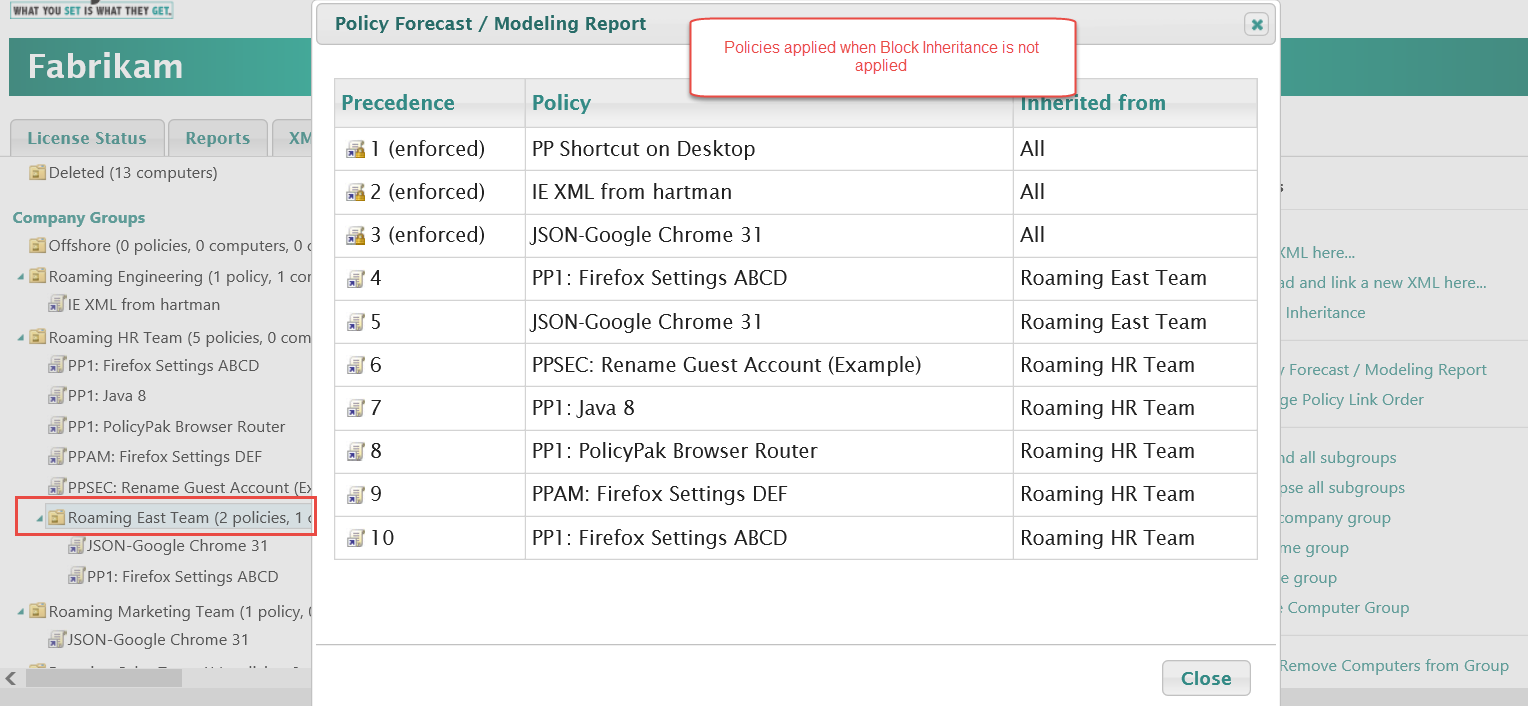 WHAT YOU SET IS WHAT THEY GET.
Fabrikam
License Status
Reports
XM
Deleted (13 computers)
Company Groups
Offshore (0 policies, 0 computers, 0 c
Roaming Engineering (1 policy, 1 con
IE XML from hartman
Roaming HR Team (5 policies, 0 com
PP1: Firefox Settings ABCD
PP1: Java 8
PP1: PolicyPak Browser Router
PPAM: Firefox Settings DEF
PPSEC: Rename Guest Account (Ex
Roaming East Team (2 policies, 1 c
JSON-Google Chrome 31
PP1: Firefox Settings ABCD
Roaming Marketing Team (1 policy, 0
JSON-Google Chrome 31
Policy Forecast / Modeling Report
Policies applied when Block Inheritance is not
applied
Precedence Policy Inherited from
1 (enforced) PP Shortcut on Desktop All
2 (enforced) IE XML from hartman All
3 (enforced) JSON-Google Chrome 31 All
4 PP1: Firefox Settings ABCD Roaming East Team
5 JSON-Google Chrome 31 Roaming East Team
6 PPSEC: Rename Guest Account (Example) Roaming HR Team
7 PP1: Java 8 Roaming HR Team
8 PP1: PolicyPak Browser Router Roaming HR Team
9 PPAM: Firefox Settings DEF Roaming HR Team
10 PP1: Firefox Settings ABCD Roaming HR Team
Close
s
XML here...
ad and link a new XML here...
Inheritance
y Forecast / Modeling Report
ge Policy Link Order
nd all subgroups
pse all subgroups
company group
me group
e group
e Computer Group
Remove Computers from Group